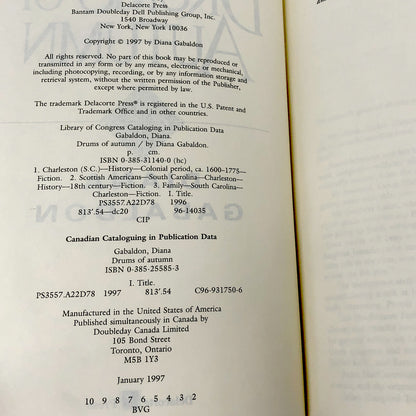 Delacorte Press
Bantam Doubleday Dell Publishing Group, Inc.
1540 Broadway
New York, New York 10036
Copyright © 1997 by Diana Gabaldon
All rights reserved. No part of this book may be reproduced or
transmitted in any form or by any means, electronic or mechanical,
including photocopying, recording, or by any information storage and
retrieval system, without the written permission of the Publisher,
except where permitted by law.
The trademark Delacorte Press® is registered in the U.S. Patent and
Trademark Office and in other countries.
Library of Congress Cataloging in Publication Data
Gabaldon, Diana.
Drums of autumn / by Diana Gabaldon.
p. cm.
ISBN 0-385-31140-0 (hc)
1. Charleston (S.C.)—History—Colonial period, ca. 1600–1775—
Fiction. 2. Scottish Americans—South Carolina—Charleston—
History—18th century—Fiction. 3. Family—South Carolina—
Charleston—Fiction. I. Title.
PS3557.A22D78 1996
813'.54—dc20 96-14035
CIP
Canadian Cataloguing in Publication Data
Gabaldon, Diana
Drums of autumn
ISBN 0-385-25585-3
I. Title.
PS3557.A22D78 1997 813'.54 C96-931750-6
Manufactured in the United States of America
Published simultaneously in Canada by
Doubleday Canada Limited
105 Bond Street
Toronto, Ontario
M5B 1Y3
January 1997
10 9 8 7 6 5 4 3 2
BVG